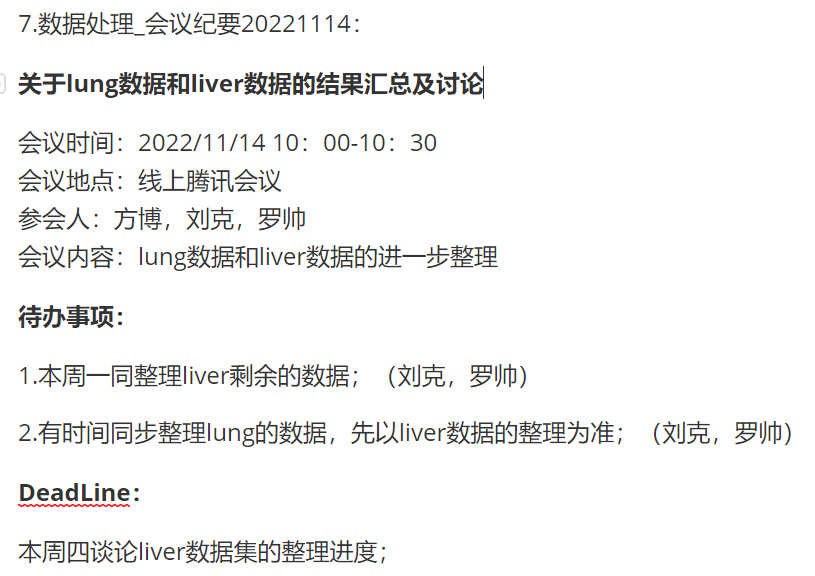 7.数据处理_会议纪要20221114：
关于lung数据和liver数据的结果汇总及讨论
会议时间：2022/11/14 10：00-10：30
会议地点：线上腾讯会议
参会人：方博，刘克，罗帅
会议内容：lung数据和liver数据的进一步整理
待办事项：
1.本周一同整理liver剩余的数据；（刘克，罗帅）
2.有时间同步整理lung的数据，先以liver数据的整理为准；（刘克，罗帅）
DeadLine：
本周四谈论liver数据集的整理进度；